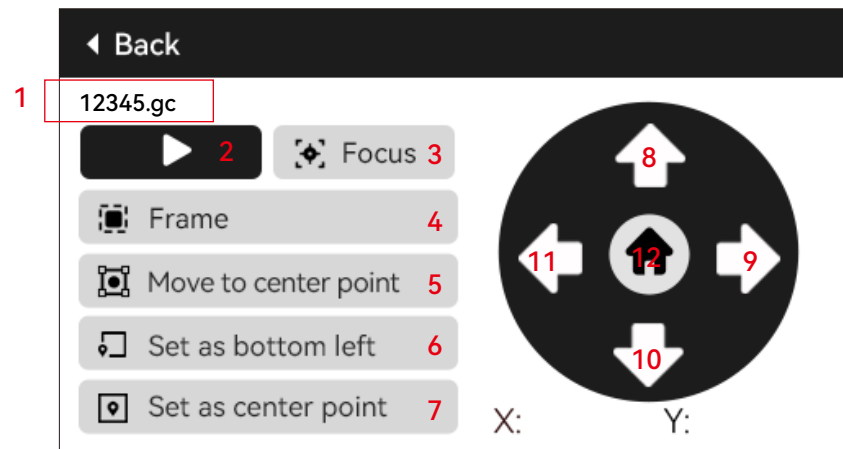 Back
1
12345.gc
2
Focus 3
Frame 4
Move to center point 5
Set as bottom left 6
Set as center point 7
8
11 12 9
10
X: Y: